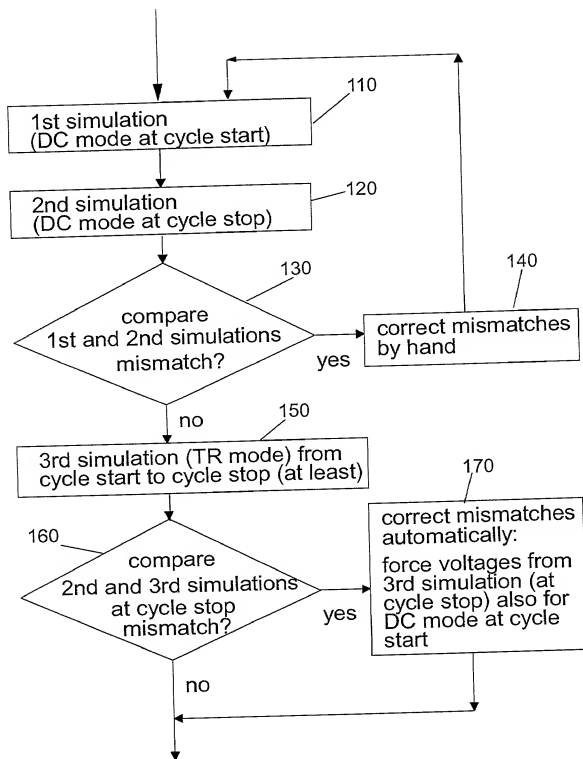 110
1st simulation
(DC mode at cycle start)
120
2nd simulation
(DC mode at cycle stop)
130
compare
1st and 2nd simulations
mismatch?
yes
140
correct mismatches
by hand
no
150
3rd simulation (TR mode) from
cycle start to cycle stop (at least)
160
compare
2nd and 3rd simulations
at cycle stop
mismatch?
yes
170
correct mismatches
automatically:
force voltages from
3rd simulation (at
cycle stop) also for
DC mode at cycle
start
no